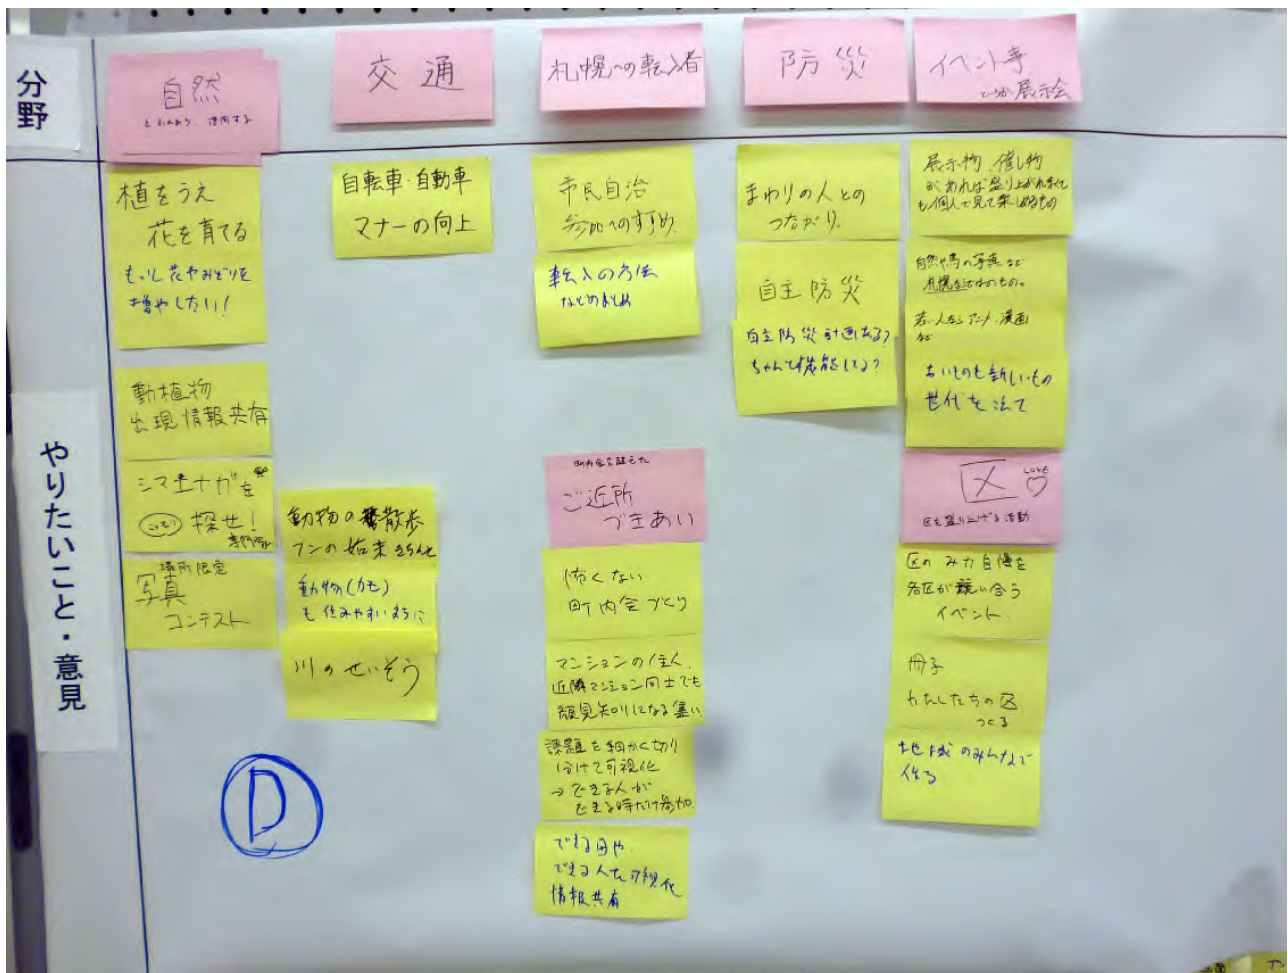 分野
自然
とふれあう、活用する
交通
札幌への転入者
防災
イベント等
展示会
やりたいこと・意見
植をうえ
花を育てる
もっと花やみどりを
増やしたい!
動植物
出現情報共有
シマエナガを
探せ!
場所限定
写真
コンテスト
自転車・自動車
マナーの向上
動物の散歩
フンの始末きちんと
動物(カモ)
も住みやすいまちに
川のせいそう
市民自治
参加へのすすめ
転入の方法
などのまとめ
ご近所
づきあい
怖くない
町内会づくり
マンションの住人、
近隣マンション同士でも
顔見知りになる集い
課題を細かく切り
分けて可視化
→できる人が
できる時だけ参加
できる日や、
できる人を可視化
情報共有
まわりの人との
つながり
自主防災
自主防災計画ある?
ちゃんと機能してる?
展示物、催し物
があれば盛り上がれなくて
も個人で見て楽しめるもの
自然や鳥の写真など
札幌ならではのもの。
若い人ならアニメ・漫画
など
古いものも新しいもの
世代を
区 LOVE♡
区を盛り上げる活動
区のみ力自慢を
各区が競い合う
イベント
冊子
わたしたちの区
つくる
地域のみんなで
作る
D